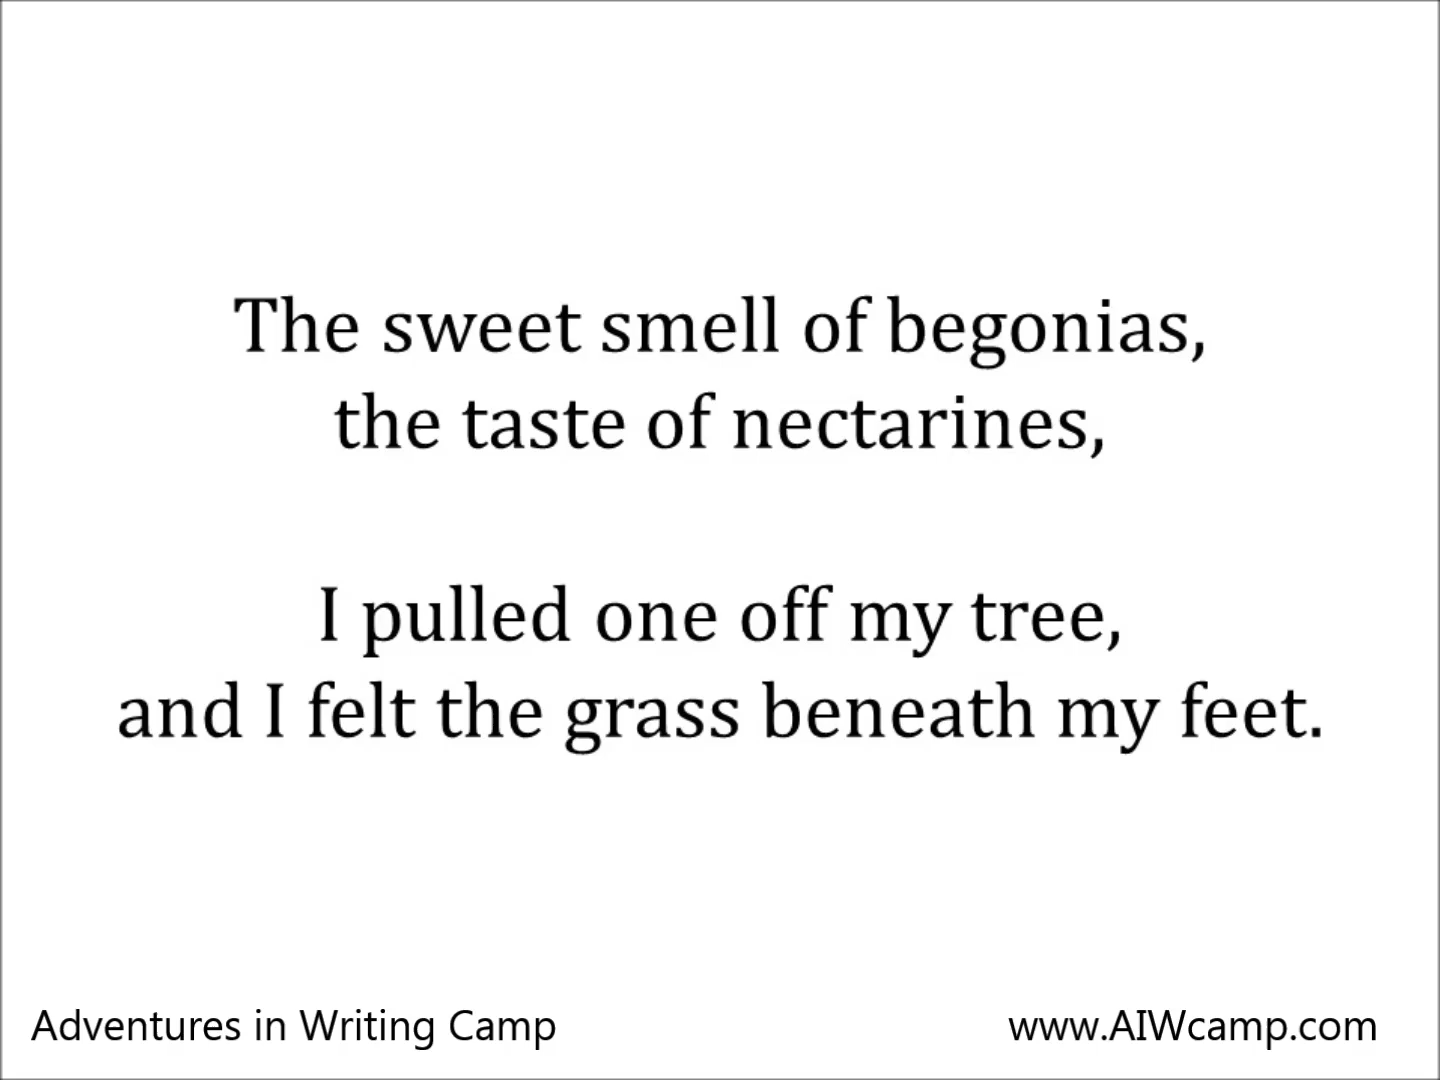 The sweet smell of begonias,
the taste of nectarines,
I pulled one off my tree,
and I felt the grass beneath my feet.
Adventures in Writing Camp
www.AIWcamp.com